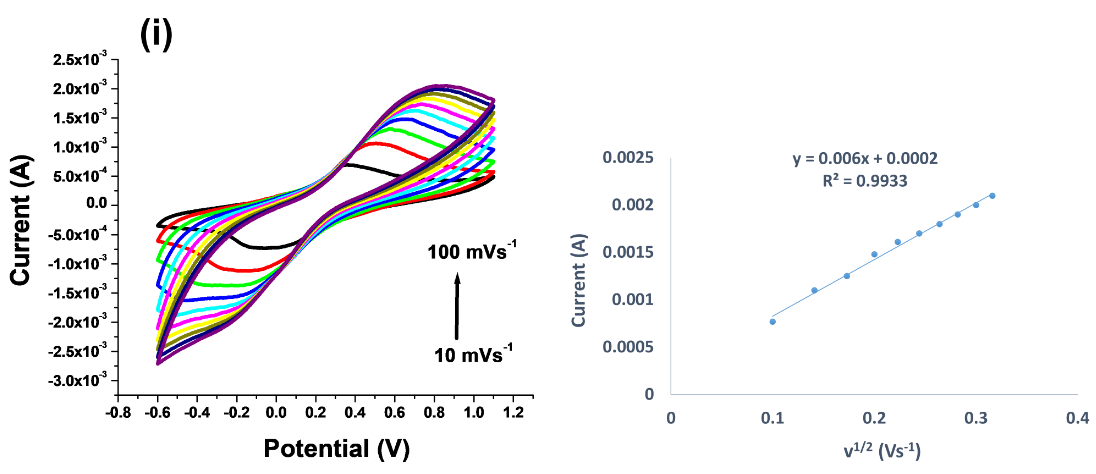 (i)
2.5x10⁻³
2.0x10⁻³
1.5x10⁻³
1.0x10⁻³
5.0x10⁻⁴
0.0
-5.0x10⁻⁴
-1.0x10⁻³
-1.5x10⁻³
-2.0x10⁻³
-2.5x10⁻³
-3.0x10⁻³
Current (A)
100 mVs⁻¹
10 mVs⁻¹
-0.8 -0.6 -0.4 -0.2 0.0 0.2 0.4 0.6 0.8 1.0 1.2
Potential (V)
y = 0.006x + 0.0002
R² = 0.9933
0.0025
0.002
0.0015
0.001
0.0005
0
Current (A)
0 0.1 0.2 0.3 0.4
v¹ᐟ² (Vs⁻¹)